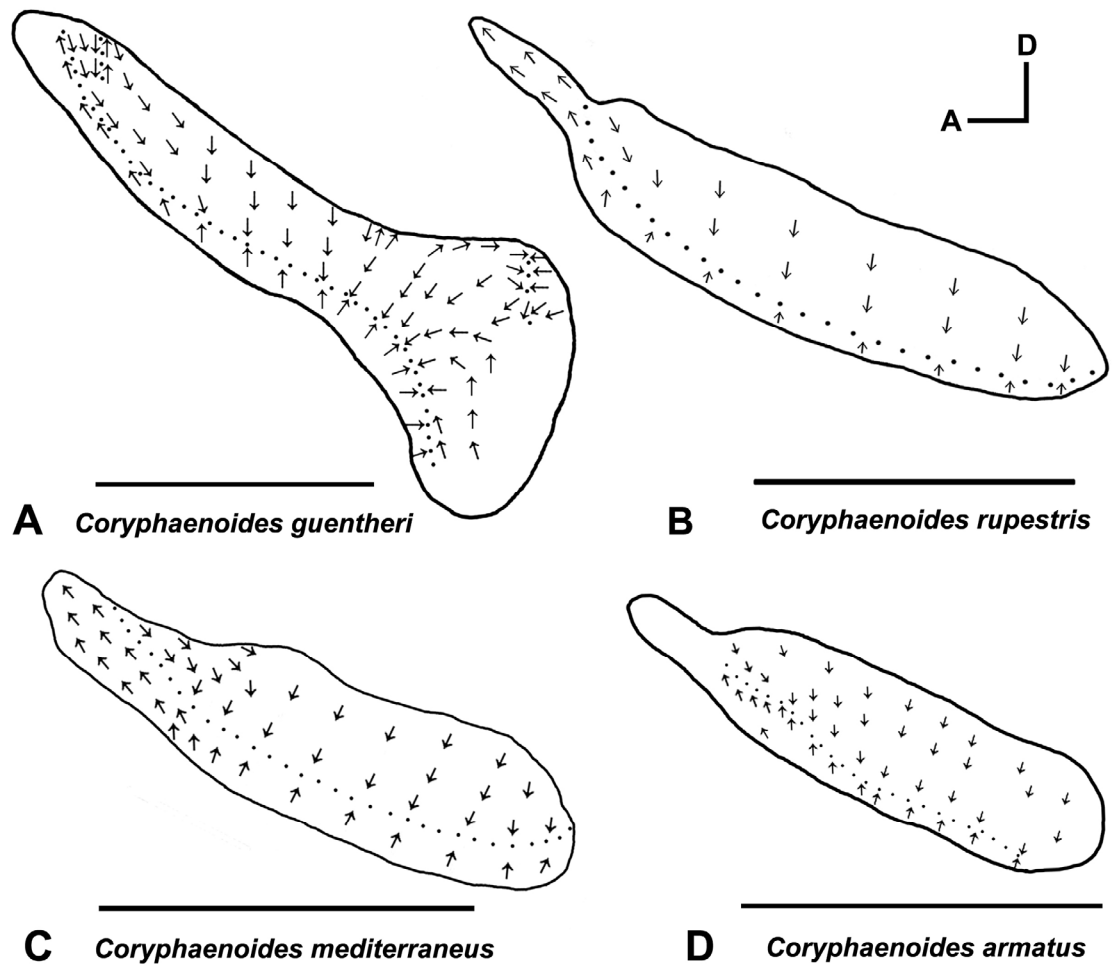 D
A
A Coryphaenoides guentheri
B Coryphaenoides rupestris
C Coryphaenoides mediterraneus
D Coryphaenoides armatus